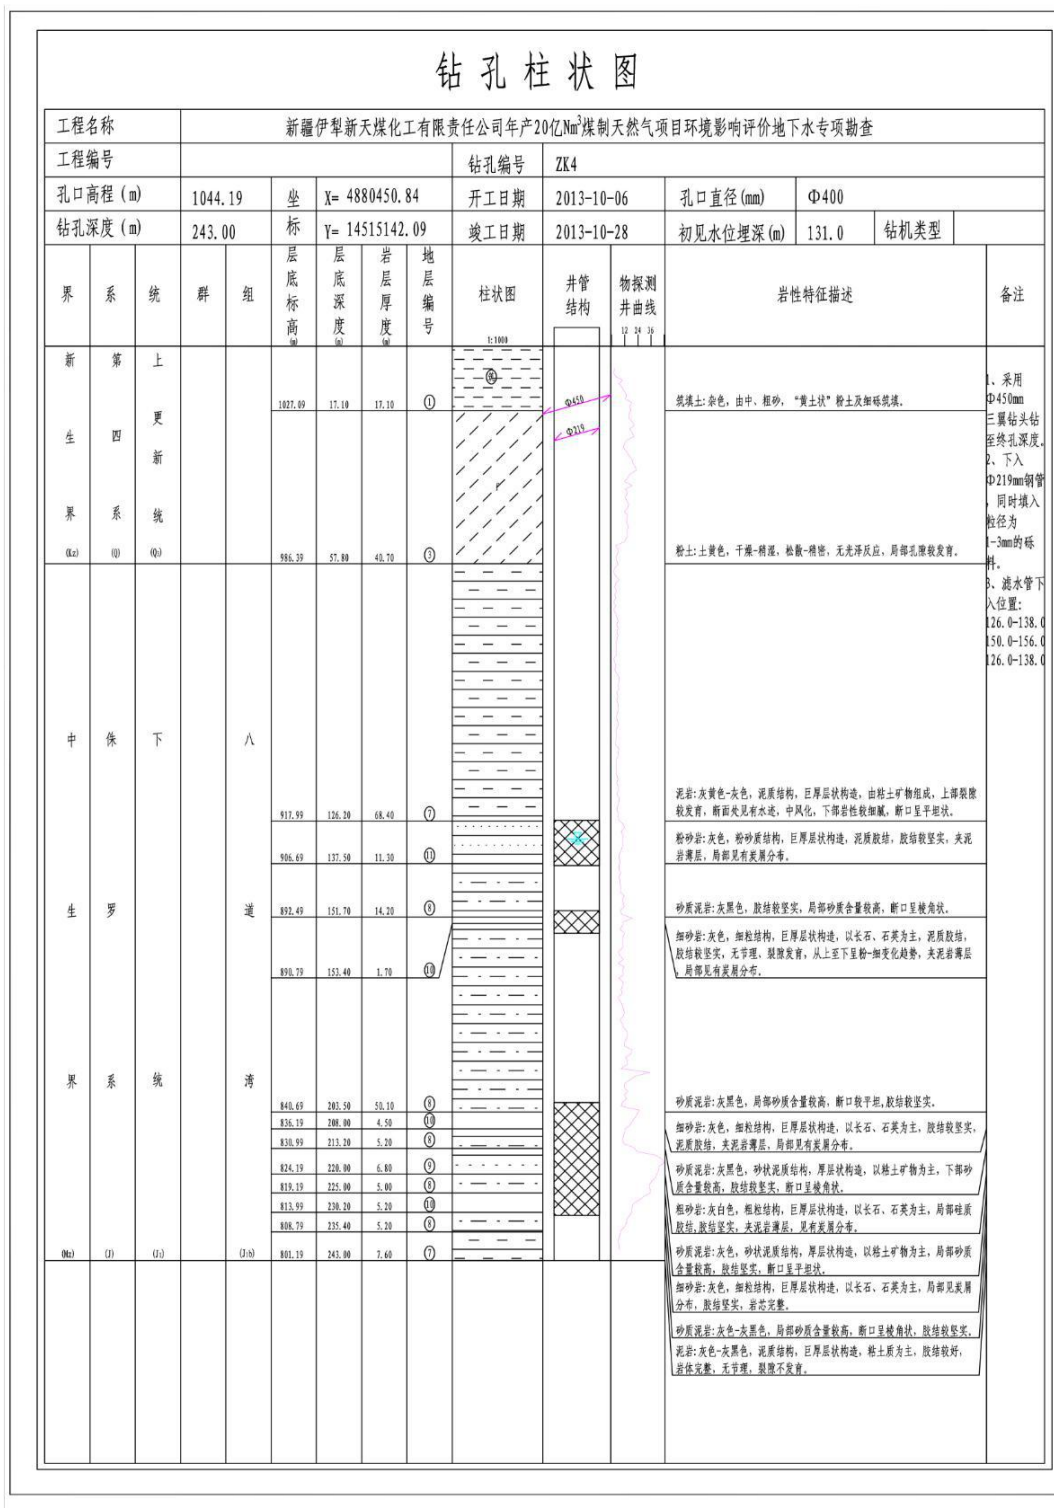 钻孔柱状图
工程名称 新疆伊犁新天煤化工有限责任公司年产20亿Nm³煤制天然气项目环境影响评价地下水专项勘查
工程编号 钻孔编号 ZK4
孔口高程(m) 1044.19 坐标 X= 4880450.84 开工日期 2013-10-06 孔口直径(mm) Φ400
钻孔深度(m) 243.00 Y= 14515142.09 竣工日期 2013-10-28 初见水位埋深(m) 131.0 钻机类型
界 系 统 群 组 层底标高(m) 层底深度(m) 岩层厚度(m) 地层编号 柱状图 1:1000 井管结构 物探测井曲线 12 24 36 岩性特征描述 备注
新生界(Kz) 第四系(Q) 上更新统(Q₃)
1027.09 17.10 17.10 ① 筑填土:杂色，由中、粗砂，“黄土状”粉土及细砾筑填。
Φ450
Φ219
986.39 57.80 40.70 ③ 粉土:土黄色，干燥-稍湿，松散-稍密，无光泽反应，局部孔隙较发育。
中生界(Mz) 侏罗系(J) 下统(J₁) 八道湾(J₁b)
917.99 126.20 68.40 ⑦ 泥岩:灰黄色-灰色，泥质结构，巨厚层状构造，由粘土矿物组成，上部裂隙
较发育，断面处见有水迹，中风化，下部岩性较细腻，断口呈平坦状。
906.69 137.50 11.30 ⑪ 粉砂岩:灰色，粉砂质结构，巨厚层状构造，泥质胶结，胶结较坚实，夹泥
岩薄层，局部见有炭屑分布。
892.49 151.70 14.20 ⑧ 砂质泥岩:灰黑色，胶结较坚实，局部砂质含量较高，断口呈棱角状。
890.79 153.40 1.70 ⑩ 细砂岩:灰色，细粒结构，巨厚层状构造，以长石、石英为主，泥质胶结，
胶结较坚实，无节理、裂隙发育，从上至下呈粉-细变化趋势，夹泥岩薄层
，局部见有炭屑分布。
840.69 203.50 50.10 ⑧ 砂质泥岩:灰黑色，局部砂质含量较高，断口较平坦,胶结较坚实。
836.19 208.00 4.50 ⑩ 细砂岩:灰色，细粒结构，巨厚层状构造，以长石、石英为主，胶结较坚实，
泥质胶结，夹泥岩薄层，局部见有炭屑分布。
830.99 213.20 5.20 ⑧ 砂质泥岩:灰黑色，砂状泥质结构，厚层状构造，以粘土矿物为主，下部砂
质含量较高，胶结较坚实，断口呈棱角状。
824.19 220.00 6.80 ⑨ 粗砂岩:灰白色，粗粒结构，巨厚层状构造，以长石、石英为主，局部硅质
胶结,胶结坚实，夹泥岩薄层，见有炭屑分布。
819.19 225.00 5.00 ⑧ 砂质泥岩:灰色，砂状泥质结构，厚层状构造，以粘土矿物为主，局部砂质
含量较高，胶结坚实，断口呈平坦状。
813.99 230.20 5.20 ⑩ 细砂岩:灰色，细粒结构，巨厚层状构造，以长石、石英为主，局部见炭屑
分布，胶结坚实，岩芯完整。
808.79 235.40 5.20 ⑧ 砂质泥岩:灰色-灰黑色，局部砂质含量较高，断口呈棱角状，胶结较坚实。
801.19 243.00 7.60 ⑦ 泥岩:灰色-灰黑色，泥质结构，巨厚层状构造，粘土质为主，胶结较好，
岩体完整，无节理，裂隙不发育。
1、采用
Φ450mm
三翼钻头钻
至终孔深度。
2、下入
Φ219mm钢管
，同时填入
粒径为
1-3mm的砾
料。
3、滤水管下
入位置:
126.0-138.0
150.0-156.0
126.0-138.0